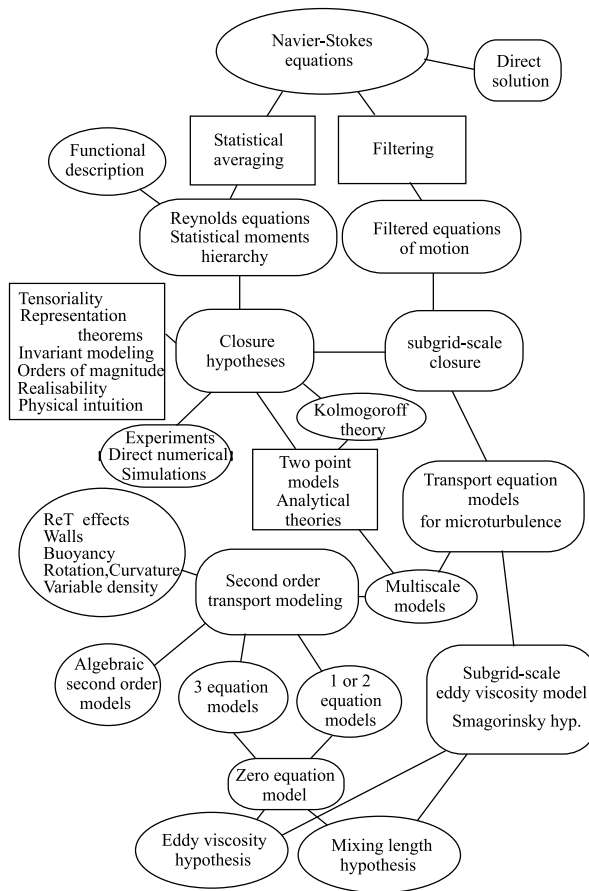 Navier-Stokes
equations
Direct
solution
Statistical
averaging
Filtering
Functional
description
Reynolds equations
Statistical moments
hierarchy
Filtered equations
of motion
Tensoriality
Representation
theorems
Invariant modeling
Orders of magnitude
Realisability
Physical intuition
Closure
hypotheses
subgrid-scale
closure
Kolmogoroff
theory
Experiments
Direct numerical
Simulations
Two point
models
Analytical
theories
Transport equation
models
for microturbulence
ReT effects
Walls
Buoyancy
Rotation,Curvature
Variable density
Second order
transport modeling
Multiscale
models
Algebraic
second order
models
3 equation
models
1 or 2
equation
models
Subgrid-scale
eddy viscosity model
Smagorinsky hyp.
Zero equation
model
Eddy viscosity
hypothesis
Mixing length
hypothesis